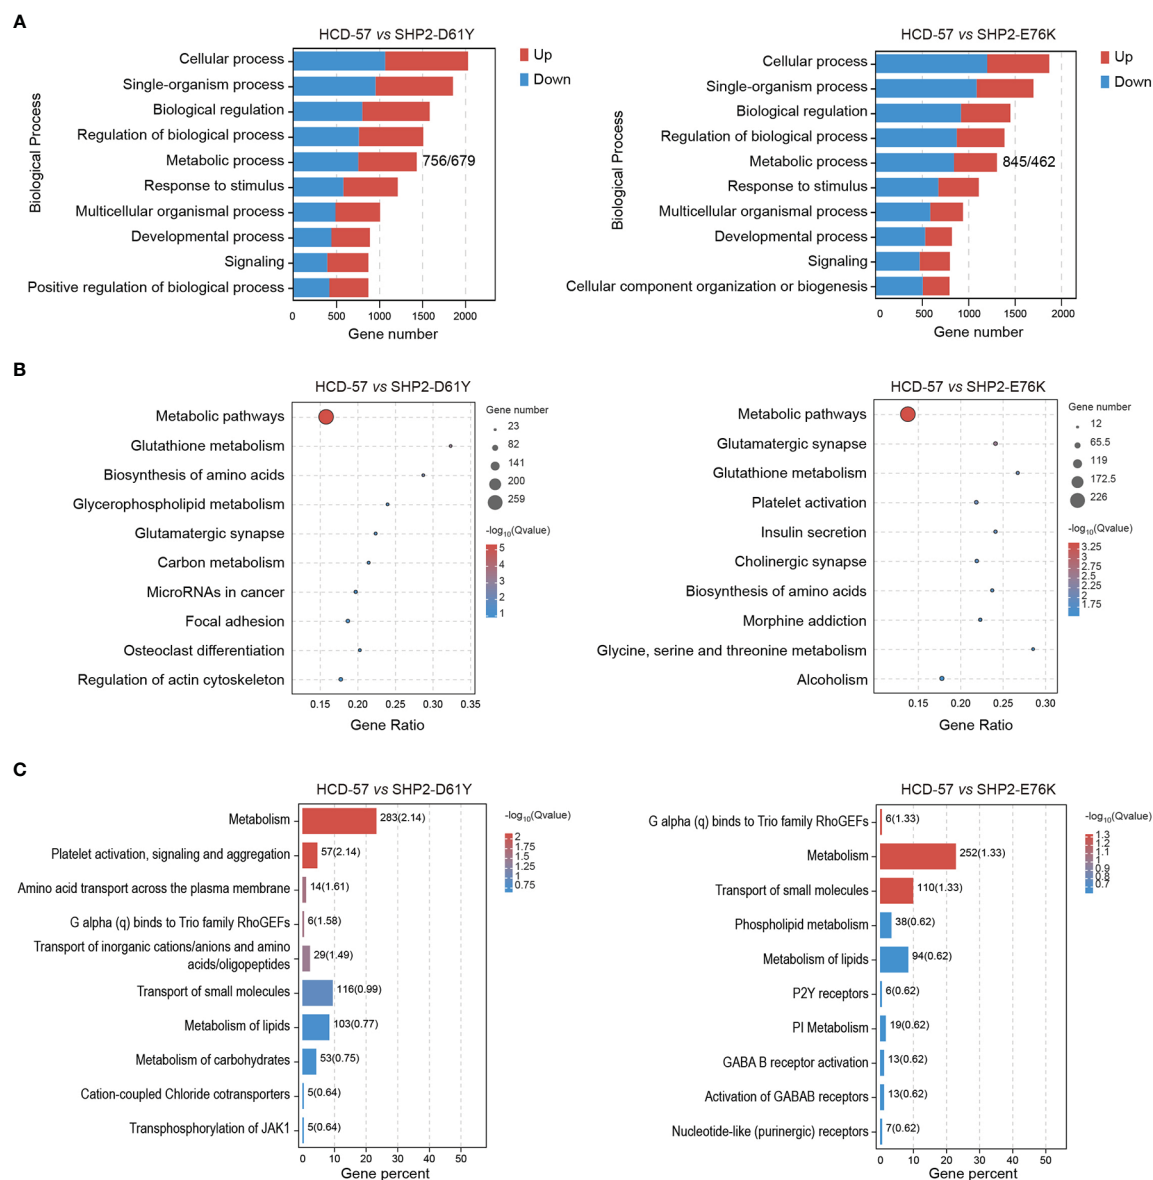 A
HCD-57 vs SHP2-D61Y
Up
Down
Biological Process
Cellular process
Single-organism process
Biological regulation
Regulation of biological process
Metabolic process
756/679
Response to stimulus
Multicellular organismal process
Developmental process
Signaling
Positive regulation of biological process
0 500 1000 1500 2000
Gene number
HCD-57 vs SHP2-E76K
Up
Down
Biological Process
Cellular process
Single-organism process
Biological regulation
Regulation of biological process
Metabolic process
845/462
Response to stimulus
Multicellular organismal process
Developmental process
Signaling
Cellular component organization or biogenesis
0 500 1000 1500 2000
Gene number
B
HCD-57 vs SHP2-D61Y
Metabolic pathways
Glutathione metabolism
Biosynthesis of amino acids
Glycerophospholipid metabolism
Glutamatergic synapse
Carbon metabolism
MicroRNAs in cancer
Focal adhesion
Osteoclast differentiation
Regulation of actin cytoskeleton
0.15 0.20 0.25 0.30 0.35
Gene Ratio
Gene number
23
82
141
200
259
-log10(Qvalue)
5
4
3
2
1
HCD-57 vs SHP2-E76K
Metabolic pathways
Glutamatergic synapse
Glutathione metabolism
Platelet activation
Insulin secretion
Cholinergic synapse
Biosynthesis of amino acids
Morphine addiction
Glycine, serine and threonine metabolism
Alcoholism
0.15 0.20 0.25 0.30
Gene Ratio
Gene number
12
65.5
119
172.5
226
-log10(Qvalue)
3.25
3
2.75
2.5
2.25
2
1.75
C
HCD-57 vs SHP2-D61Y
Metabolism 283(2.14)
Platelet activation, signaling and aggregation 57(2.14)
Amino acid transport across the plasma membrane 14(1.61)
G alpha (q) binds to Trio family RhoGEFs 6(1.58)
Transport of inorganic cations/anions and amino
acids/oligopeptides 29(1.49)
Transport of small molecules 116(0.99)
Metabolism of lipids 103(0.77)
Metabolism of carbohydrates 53(0.75)
Cation-coupled Chloride cotransporters 5(0.64)
Transphosphorylation of JAK1 5(0.64)
0 10 20 30 40 50
Gene percent
-log10(Qvalue)
2
1.75
1.5
1.25
1
0.75
HCD-57 vs SHP2-E76K
G alpha (q) binds to Trio family RhoGEFs 6(1.33)
Metabolism 252(1.33)
Transport of small molecules 110(1.33)
Phospholipid metabolism 38(0.62)
Metabolism of lipids 94(0.62)
P2Y receptors 6(0.62)
PI Metabolism 19(0.62)
GABA B receptor activation 13(0.62)
Activation of GABAB receptors 13(0.62)
Nucleotide-like (purinergic) receptors 7(0.62)
0 10 20 30 40 50
Gene percent
-log10(Qvalue)
1.3
1.2
1.1
1
0.9
0.8
0.7